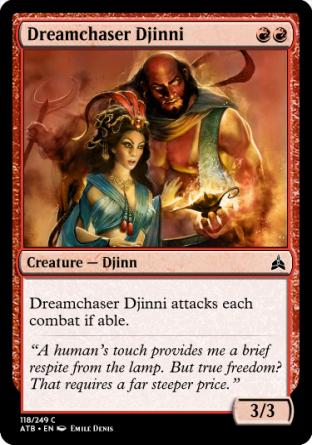 Dreamchaser Djinni
Creature — Djinn
Dreamchaser Djinni attacks each
combat if able.
“A human’s touch provides me a brief
respite from the lamp. But true freedom?
That requires a far steeper price.”
3/3
118/249 C
ATB • EN Emile Denis